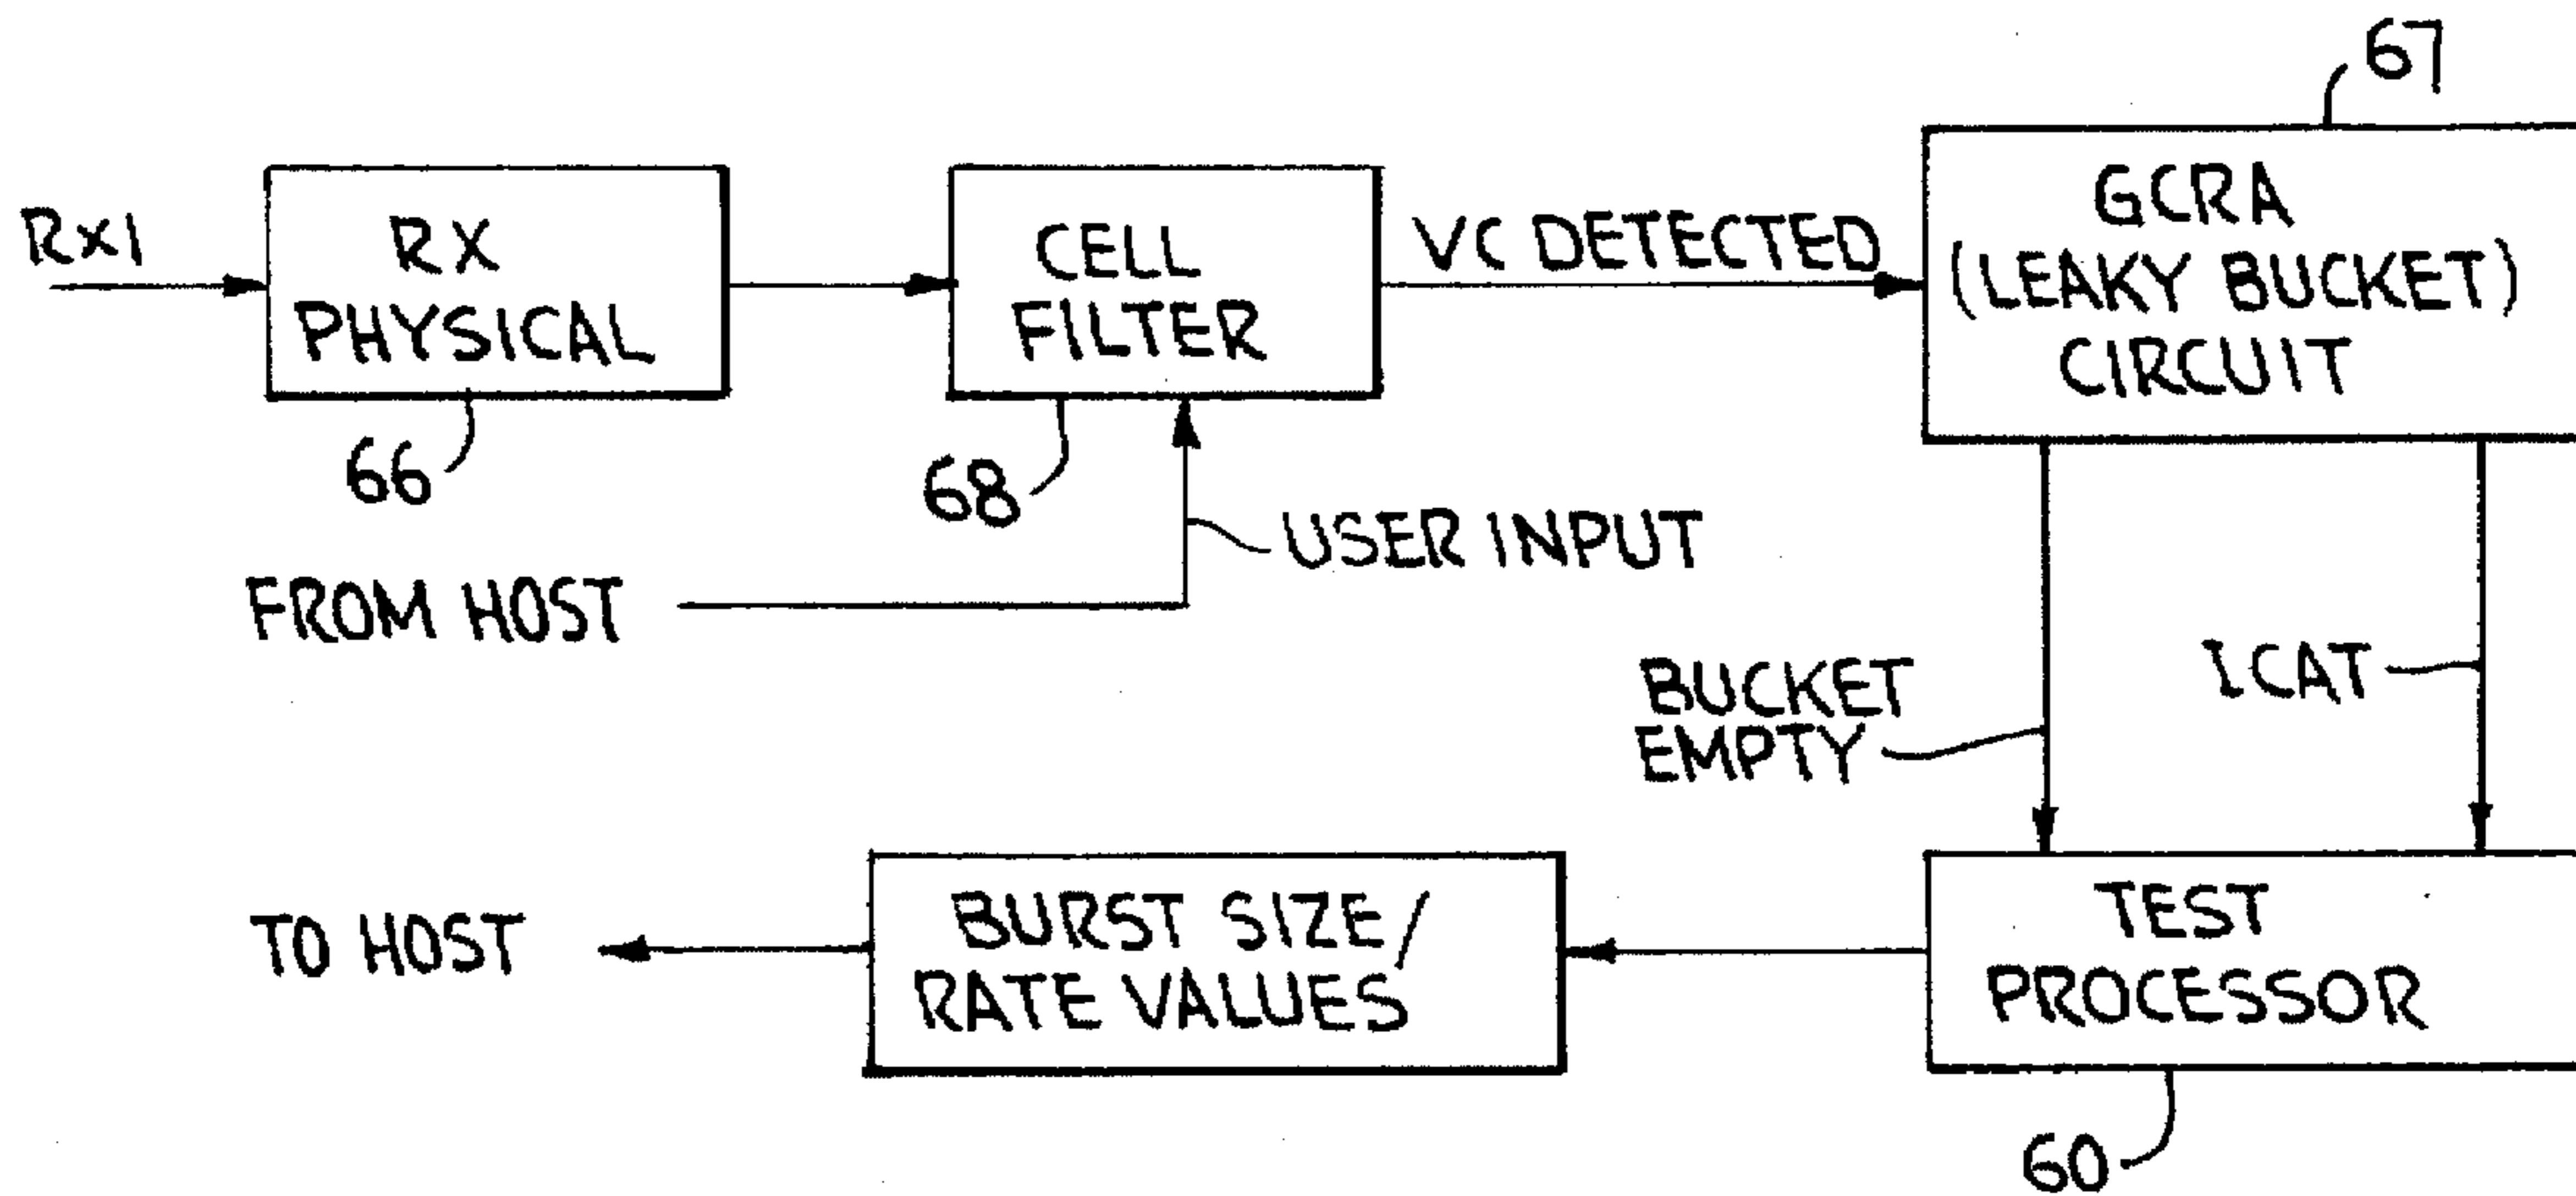 67
RX1
RX
PHYSICAL
66
CELL
FILTER
68
VC DETECTED
GCRA
(LEAKY BUCKET)
CIRCUIT
USER INPUT
FROM HOST
BUCKET
EMPTY
ICAT
TO HOST
BURST SIZE/
RATE VALUES
TEST
PROCESSOR
60